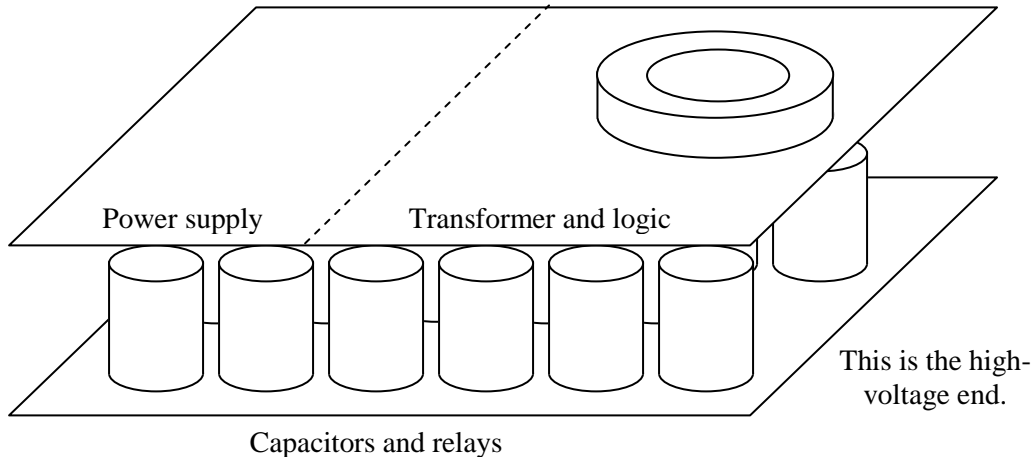 Power supply
Transformer and logic
This is the high-
voltage end.
Capacitors and relays